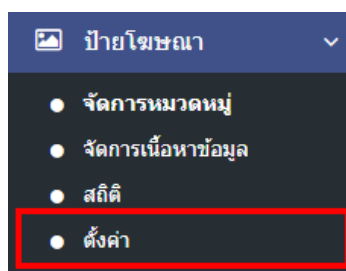 ป้ายโฆษณา
จัดการหมวดหมู่
จัดการเนื้อหาข้อมูล
สถิติ
ตั้งค่า